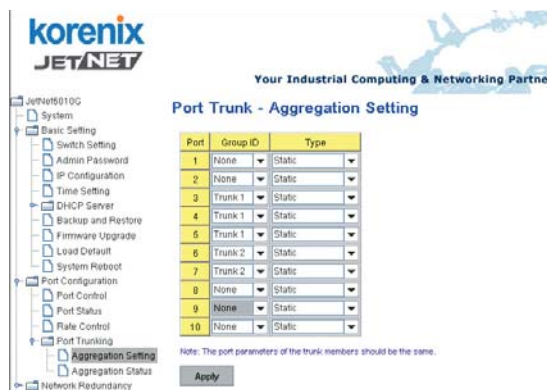 korenix
JETNET
Your Industrial Computing & Networking Partne
JetNet5010G
System
Basic Setting
Switch Setting
Admin Password
IP Configuration
Time Setting
DHCP Server
Backup and Restore
Firmware Upgrade
Load Default
System Reboot
Port Configuration
Port Control
Port Status
Rate Control
Port Trunking
Aggregation Setting
Aggregation Status
Network Redundancy
Port Trunk - Aggregation Setting
Port Group ID Type
1 None Static
2 None Static
3 Trunk 1 Static
4 Trunk 1 Static
5 Trunk 1 Static
6 Trunk 2 Static
7 Trunk 2 Static
8 None Static
9 None Static
10 None Static
Note: The port parameters of the trunk members should be the same.
Apply